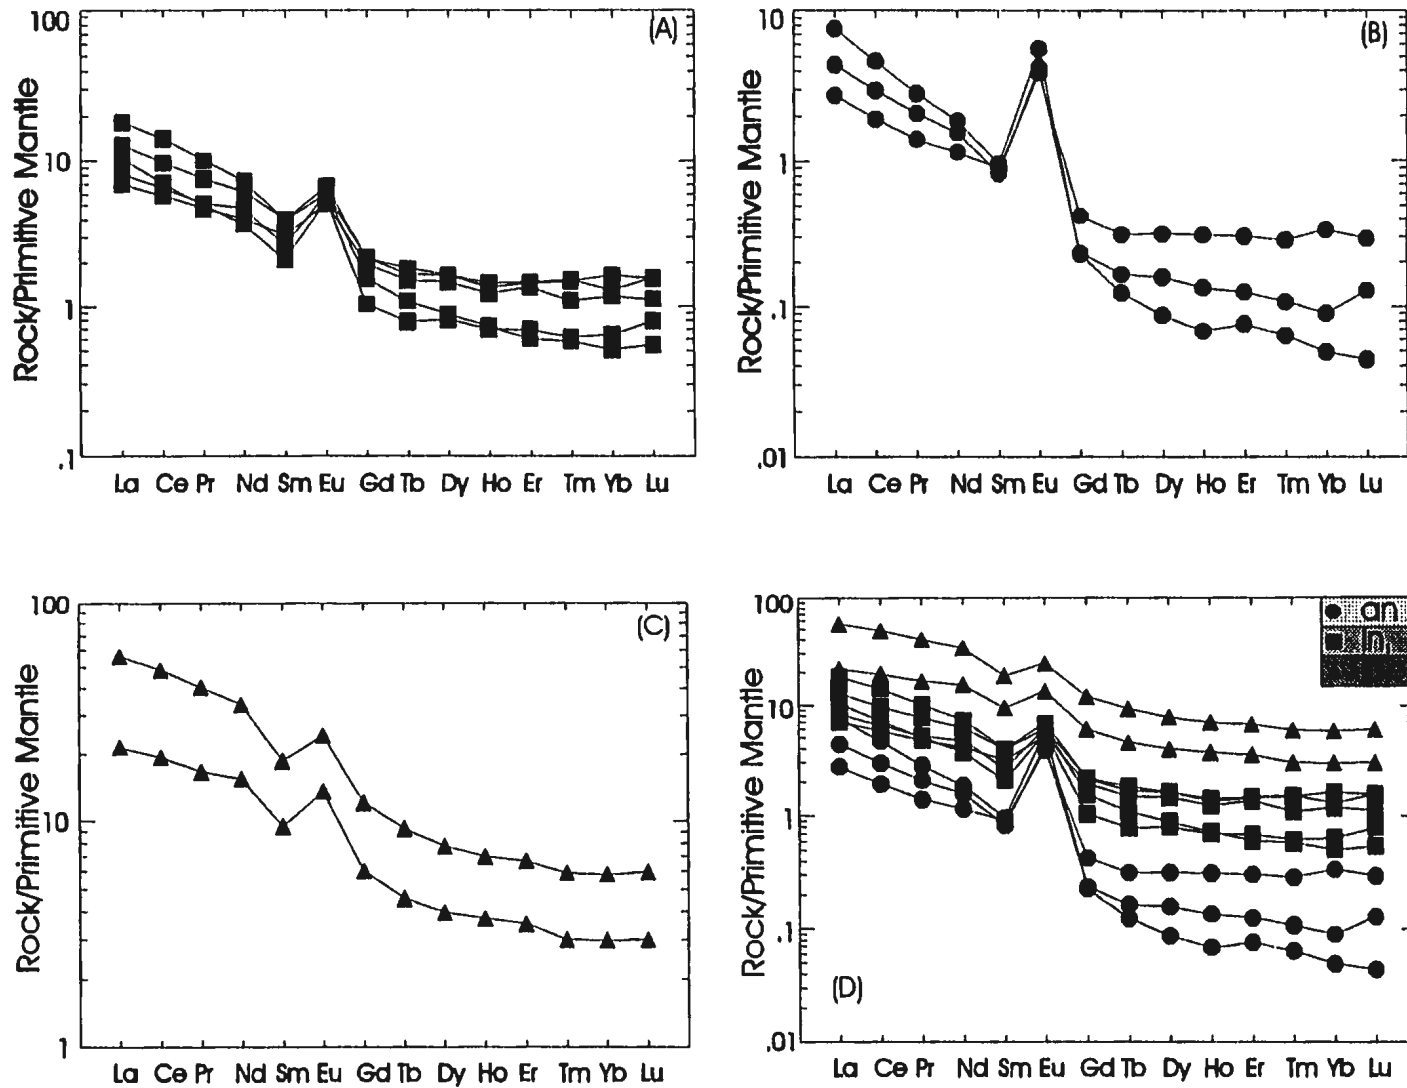 (A)
Rock/Primitive Mantle
100
10
1
.1
La Ce Pr Nd Sm Eu Gd Tb Dy Ho Er Tm Yb Lu
(B)
Rock/Primitive Mantle
10
1
0.1
.01
La Ce Pr Nd Sm Eu Gd Tb Dy Ho Er Tm Yb Lu
(C)
Rock/Primitive Mantle
100
10
1
La Ce Pr Nd Sm Eu Gd Tb Dy Ho Er Tm Yb Lu
(D)
Rock/Primitive Mantle
100
10
1
0.1
.01
an
La Ce Pr Nd Sm Eu Gd Tb Dy Ho Er Tm Yb Lu